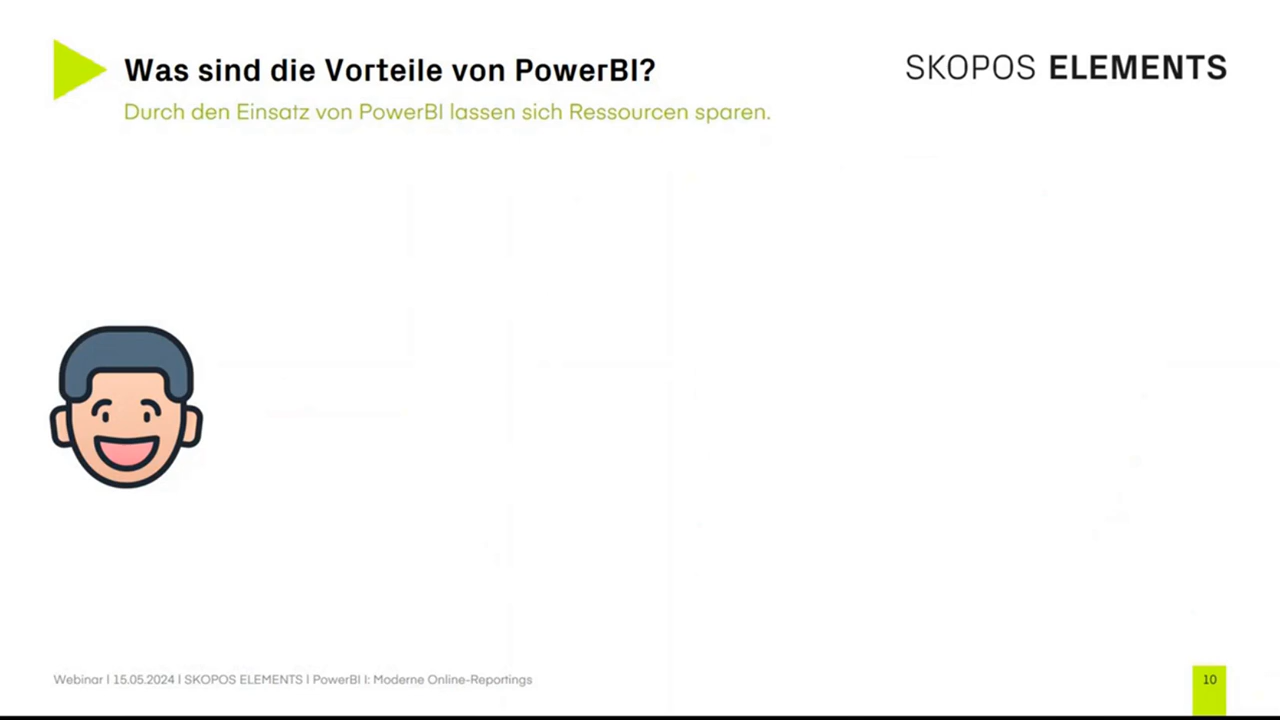 Was sind die Vorteile von PowerBI?
SKOPOS ELEMENTS
Durch den Einsatz von PowerBI lassen sich Ressourcen sparen.
Webinar I 15.05.2024 I SKOPOS ELEMENTS I PowerBI I: Moderne Online-Reportings
10